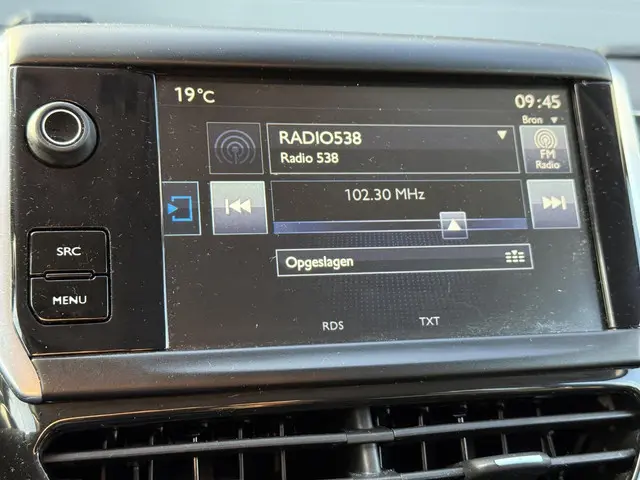 19°C
09:45
Bron
RADIO538
Radio 538
FM
Radio
102.30 MHz
SRC
Opgeslagen
MENU
RDS
TXT